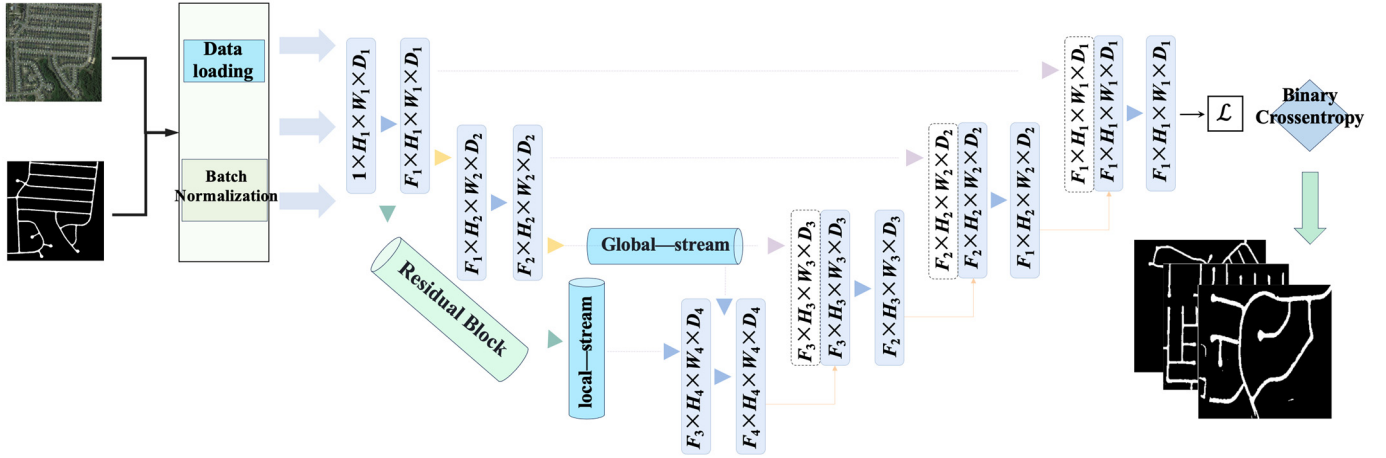 Data
loading
Batch
Normalization
1×H₁×W₁×D₁
F₁×H₁×W₁×D₁
F₁×H₂×W₂×D₂
F₂×H₂×W₂×D₂
Residual Block
Global—stream
local—stream
F₃×H₄×W₄×D₄
F₄×H₄×W₄×D₄
F₃×H₃×W₃×D₃
F₃×H₃×W₃×D₃
F₂×H₃×W₃×D₃
F₂×H₂×W₂×D₂
F₂×H₂×W₂×D₂
F₁×H₂×W₂×D₂
F₁×H₁×W₁×D₁
F₁×H₁×W₁×D₁
F₁×H₁×W₁×D₁
ℒ
Binary
Crossentropy